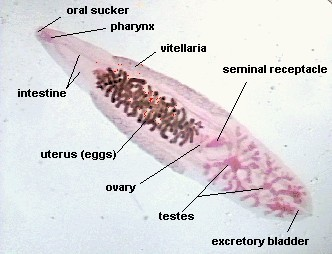 oral sucker
pharynx
vitellaria
seminal receptacle
intestine
uterus (eggs)
ovary
testes
excretory bladder